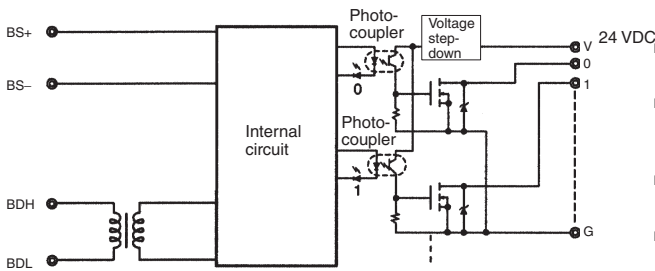 BS+
BS–
BDH
BDL
Internal
circuit
Photo-
coupler
0
Photo-
coupler
1
Voltage
step-
down
V
24 VDC
0
1
G